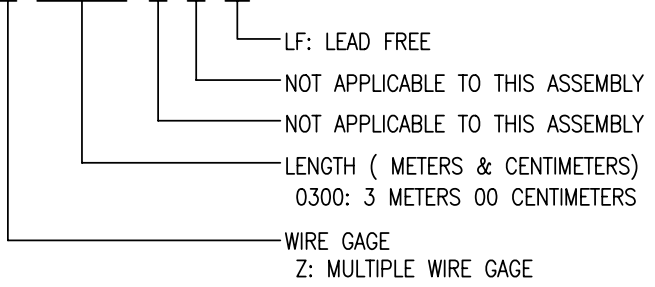 LF: LEAD FREE
NOT APPLICABLE TO THIS ASSEMBLY
NOT APPLICABLE TO THIS ASSEMBLY
LENGTH ( METERS & CENTIMETERS)
0300: 3 METERS 00 CENTIMETERS
WIRE GAGE
Z: MULTIPLE WIRE GAGE